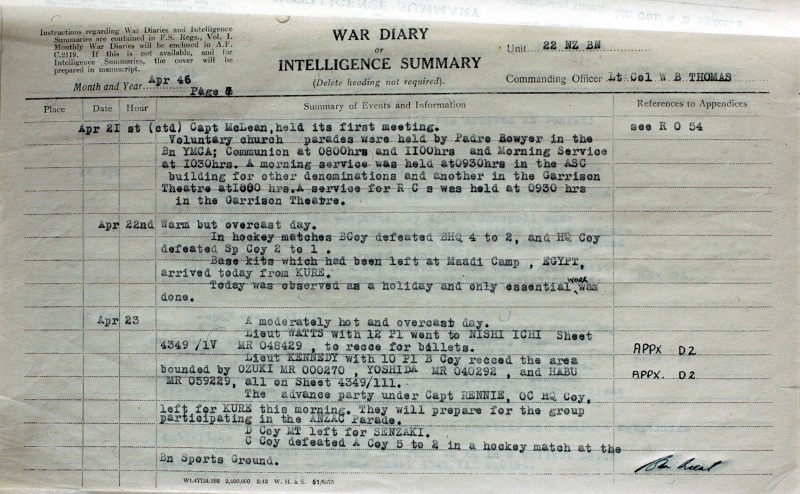 Instructions regarding War Diaries and Intelligence
Summaries are contained in F.S. Regs., Vol. I.
Monthly War Diaries will be enclosed in A.F.
C.2119. If this is not available, and for
Intelligence Summaries, the cover will be
prepared in manuscript.
WAR DIARY
or
INTELLIGENCE SUMMARY
(Delete heading not required).
Unit 22 NZ BN
Commanding Officer Lt Col W B THOMAS
Month and Year Apr 46 Page
Place Date Hour Summary of Events and Information References to Appendices
Apr 21 st (ctd) Capt McLean, held its first meeting. see R O 54
Voluntary church parades were held by Padre Bowyer in the
Bn YMCA; Communion at 0800hrs and 1100hrs and Morning Service
at 1030hrs. A morning service was held at0930hrs in the ASC
building for other denominations and another in the Garrison
Theatre at hrs.A service for R C s was held at 0930 hrs
in the Garrison Theatre.
Apr 22nd Warm but overcast day.
In hockey matches BCoy defeated BHQ 4 to 2, and HQ Coy
defeated Sp Coy 2 to 1 .
Base kits which had been left at Maadi Camp , EGYPT,
arrived today from KURE.
Today was observed as a holiday and only essential work was
done.
Apr 23 A moderately hot and overcast day.
Lieut WATTS with 12 Pl went to NISHI ICHI Sheet
4349 /1V MR 048429 , to recce for billets. APPX D2
Lieut KENNEDY with 10 Pl B Coy recced the area
bounded by OZUKI MR 000270 , YOSHIDA MR 040292 , and HABU APPX. D2
MR 059229, all on Sheet 4349/111.
The advance party under Capt RENNIE, OC HQ Coy,
left for KURE this morning. They will prepare for the group
participating in the ANZAC Parade.
D Coy MT left for SENZAKI.
C Coy defeated A Coy 5 to 2 in a hockey match at the
Bn Sports Ground.
W. H. & S. 51/6375